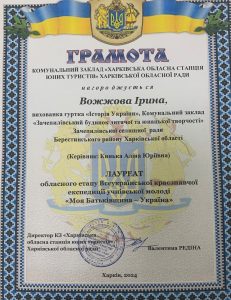 ГРАМОТА
КОМУНАЛЬНИЙ ЗАКЛАД «ХАРКІВСЬКА ОБЛАСНА СТАНЦІЯ
ЮНИХ ТУРИСТІВ» ХАРКІВСЬКОЇ ОБЛАСНОЇ РАДИ
нагороджується
Вожжова Ірина,
вихованка гуртка «Історія України», Комунальний заклад
«Зачепилівський Будинок дитячої та юнацької творчості»
Зачепилівської селищної ради
Берестинського району Харківської області
(Керівник: Кицька Алла Юріївна)
ЛАУРЕАТ
обласного етапу Всеукраїнської краєзнавчої
експедиції учнівської молоді
«Моя Батьківщина – Україна»
Директор КЗ «Харківська
обласна станція юних туристів»
Харківської обласної ради
Валентина РЕДІНА
Харків, 2024